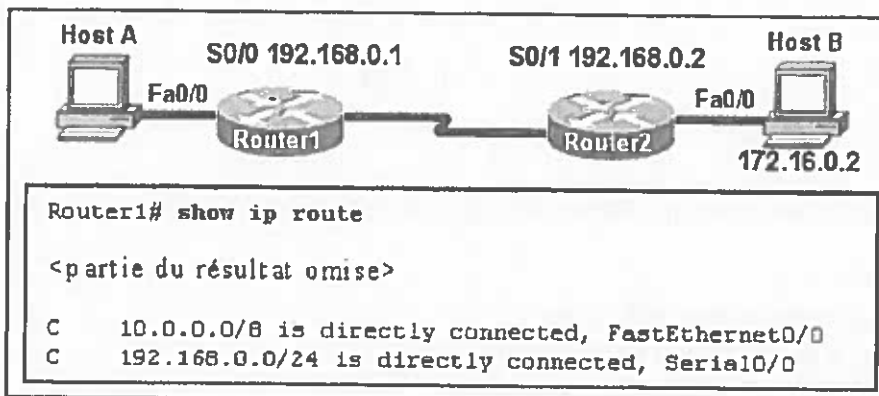 Host A
S0/0 192.168.0.1
S0/1 192.168.0.2
Host B
Fa0/0
Fa0/0
Router1
Router2
172.16.0.2
Router1# show ip route
<partie du résultat omise>
C 10.0.0.0/8 is directly connected, FastEthernet0/0
C 192.168.0.0/24 is directly connected, Serial0/0